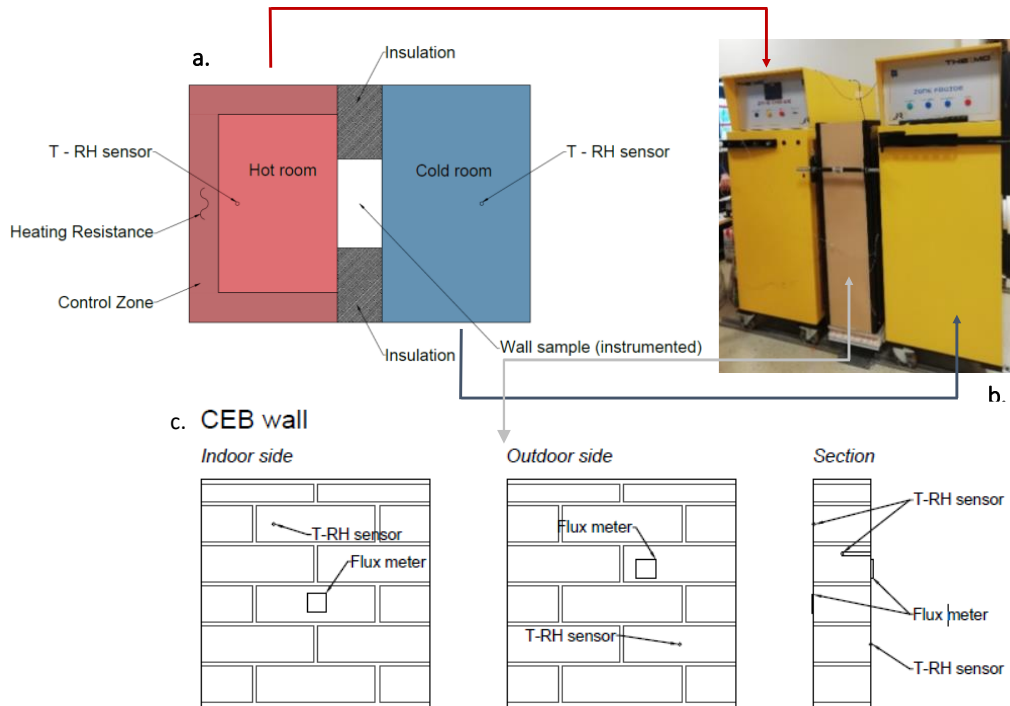 a.
Insulation
T - RH sensor
Hot room
Cold room
T - RH sensor
Heating Resistance
Control Zone
Insulation
Wall sample (instrumented)
THERMO
ZONE FROIDE
b.
c. CEB wall
Indoor side
Outdoor side
Section
T-RH sensor
T-RH sensor
Flux meter
Flux meter
Flux meter
T-RH sensor
T-RH sensor